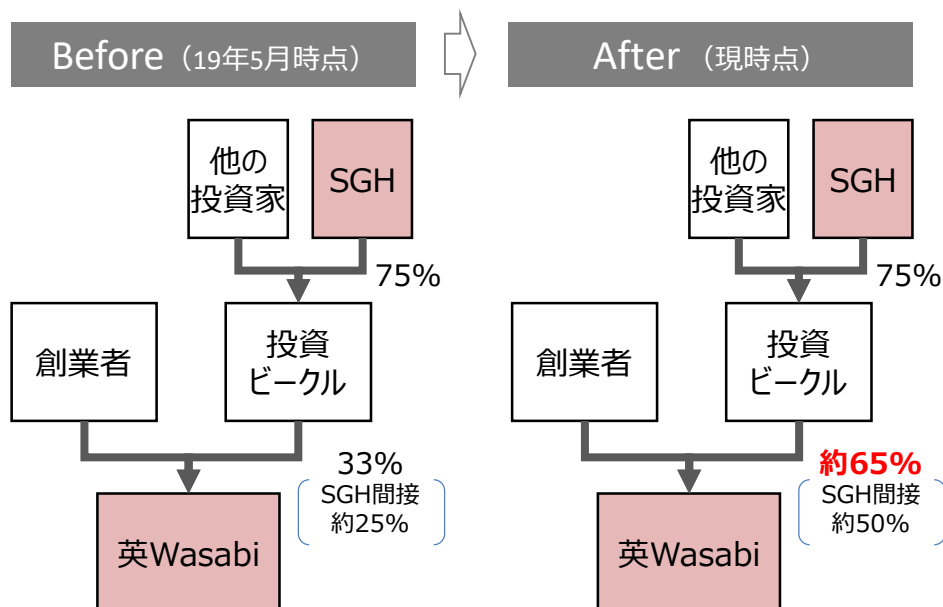 Before（19年5月時点）
他の
投資家
SGH
75%
創業者
投資
ビークル
33%
SGH間接
約25%
英Wasabi
After（現時点）
他の
投資家
SGH
75%
創業者
投資
ビークル
約65%
SGH間接
約50%
英Wasabi